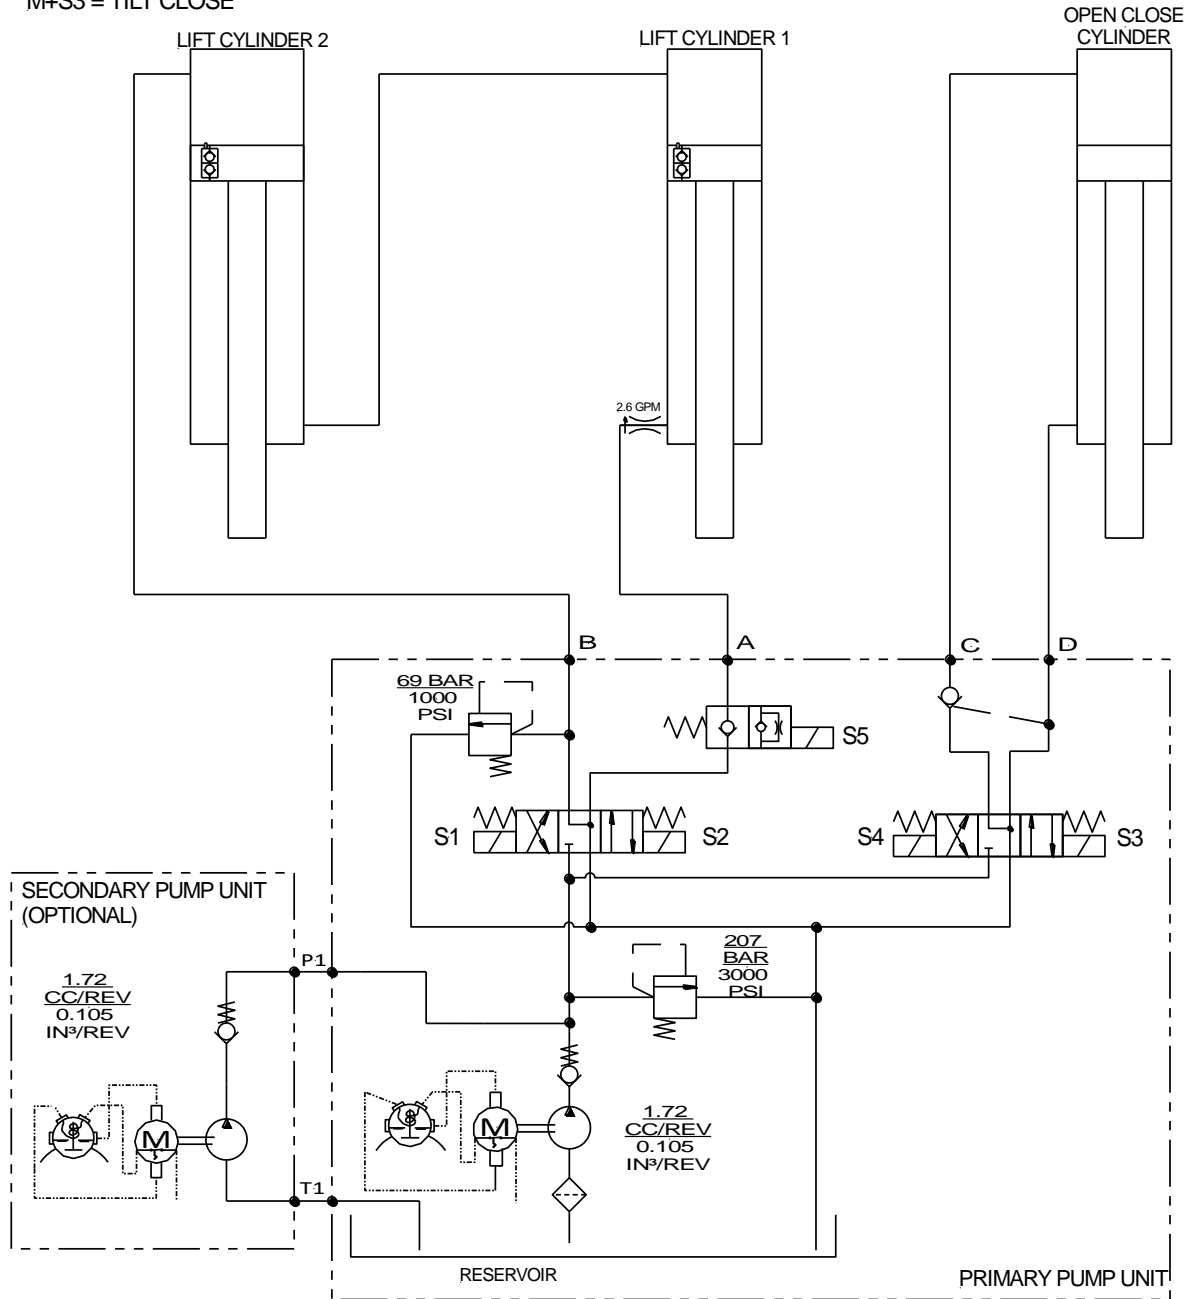 M+S3 = TILT CLOSE
OPEN CLOSE
CYLINDER
LIFT CYLINDER 2
LIFT CYLINDER 1
2.6 GPM
B
A
C
D
69 BAR
1000
PSI
S5
S1
S2
S4
S3
SECONDARY PUMP UNIT
(OPTIONAL)
P1
207
BAR
3000
PSI
1.72
CC/REV
0.105
IN³/REV
1.72
CC/REV
0.105
IN³/REV
M
M
T1
RESERVOIR
PRIMARY PUMP UNIT